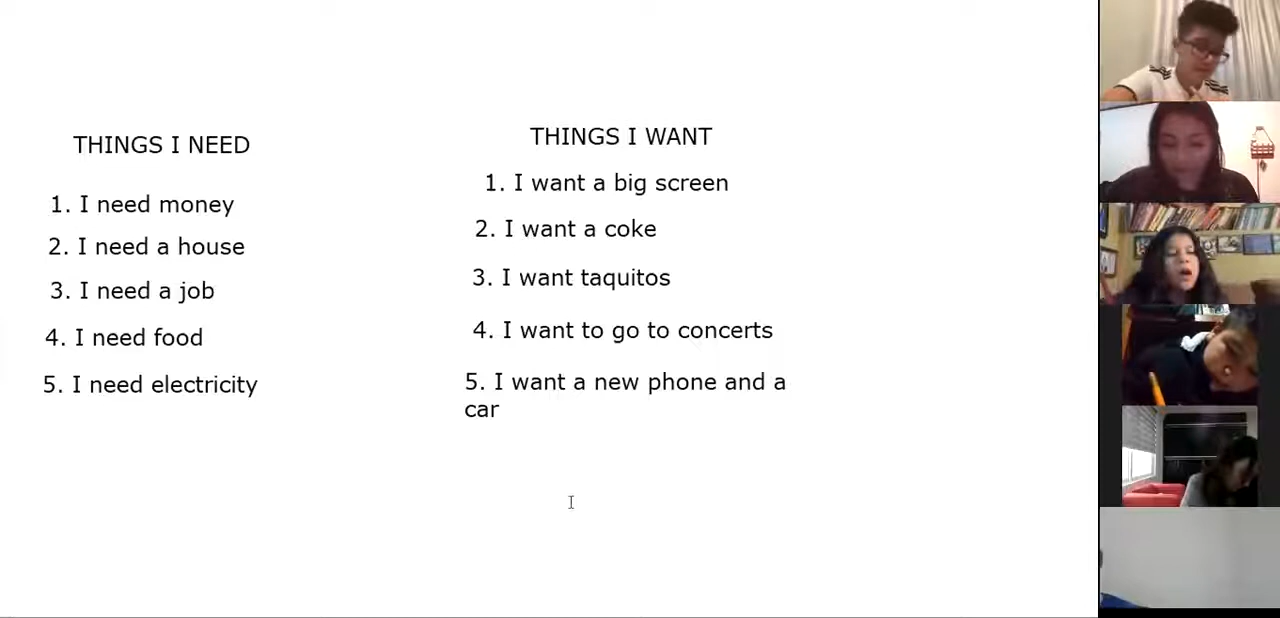 THINGS I NEED
1. I need money
2. I need a house
3. I need a job
4. I need food
5. I need electricity
THINGS I WANT
1. I want a big screen
2. I want a coke
3. I want taquitos
4. I want to go to concerts
5. I want a new phone and a
car